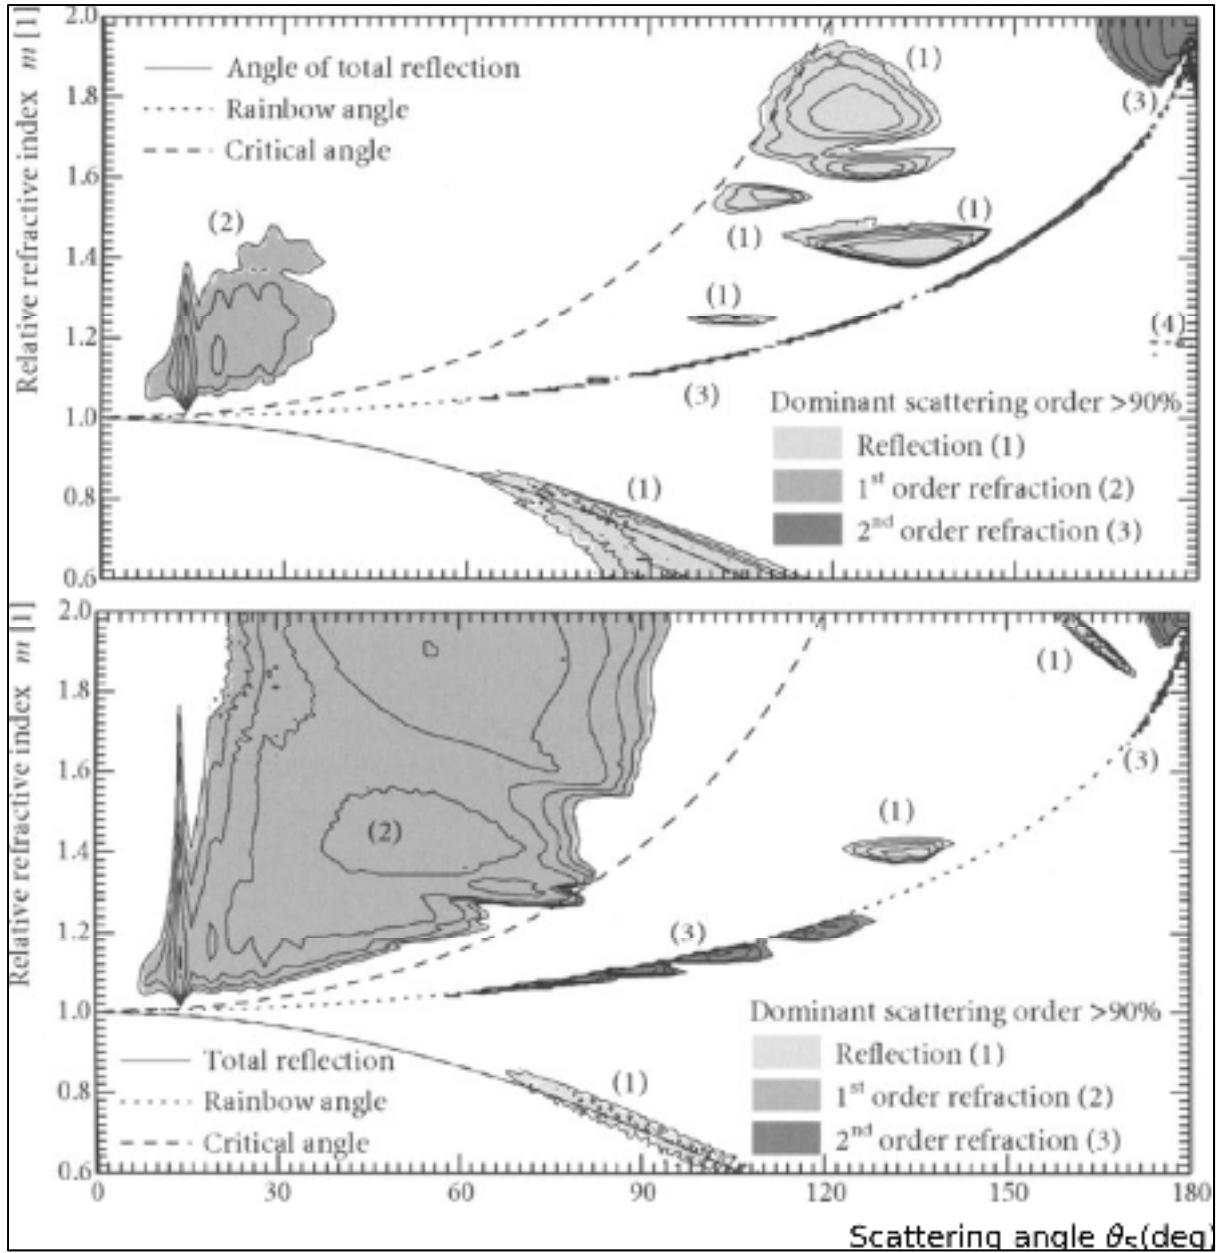 Relative refractive index m [1]
2.0
1.8
1.6
1.4
1.2
1.0
0.8
0.6
Angle of total reflection
Rainbow angle
Critical angle
(1)
(3)
(2)
(1)
(1)
(1)
(4)
(3)
(1)
Dominant scattering order >90%
Reflection (1)
1st order refraction (2)
2nd order refraction (3)
Relative refractive index m [1]
2.0
1.8
1.6
1.4
1.2
1.0
0.8
0.6
(1)
(3)
(2)
(1)
(3)
(1)
Total reflection
Rainbow angle
Critical angle
Dominant scattering order >90%
Reflection (1)
1st order refraction (2)
2nd order refraction (3)
0 30 60 90 120 150 180
Scattering angle θs(deg)